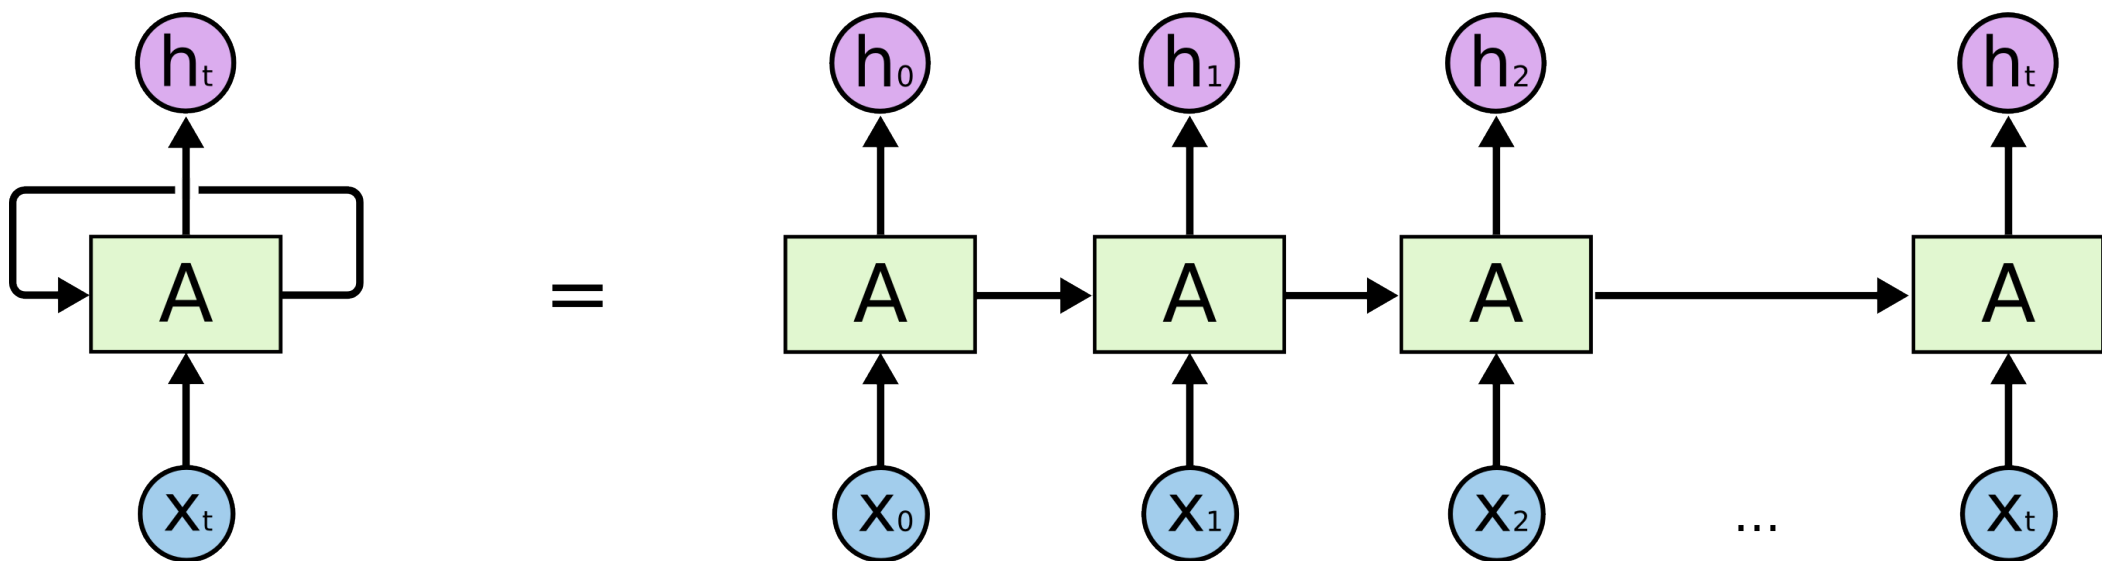 hₜ h₀ h₁ h₂ hₜ
A = A A A A
xₜ x₀ x₁ x₂ ... xₜ